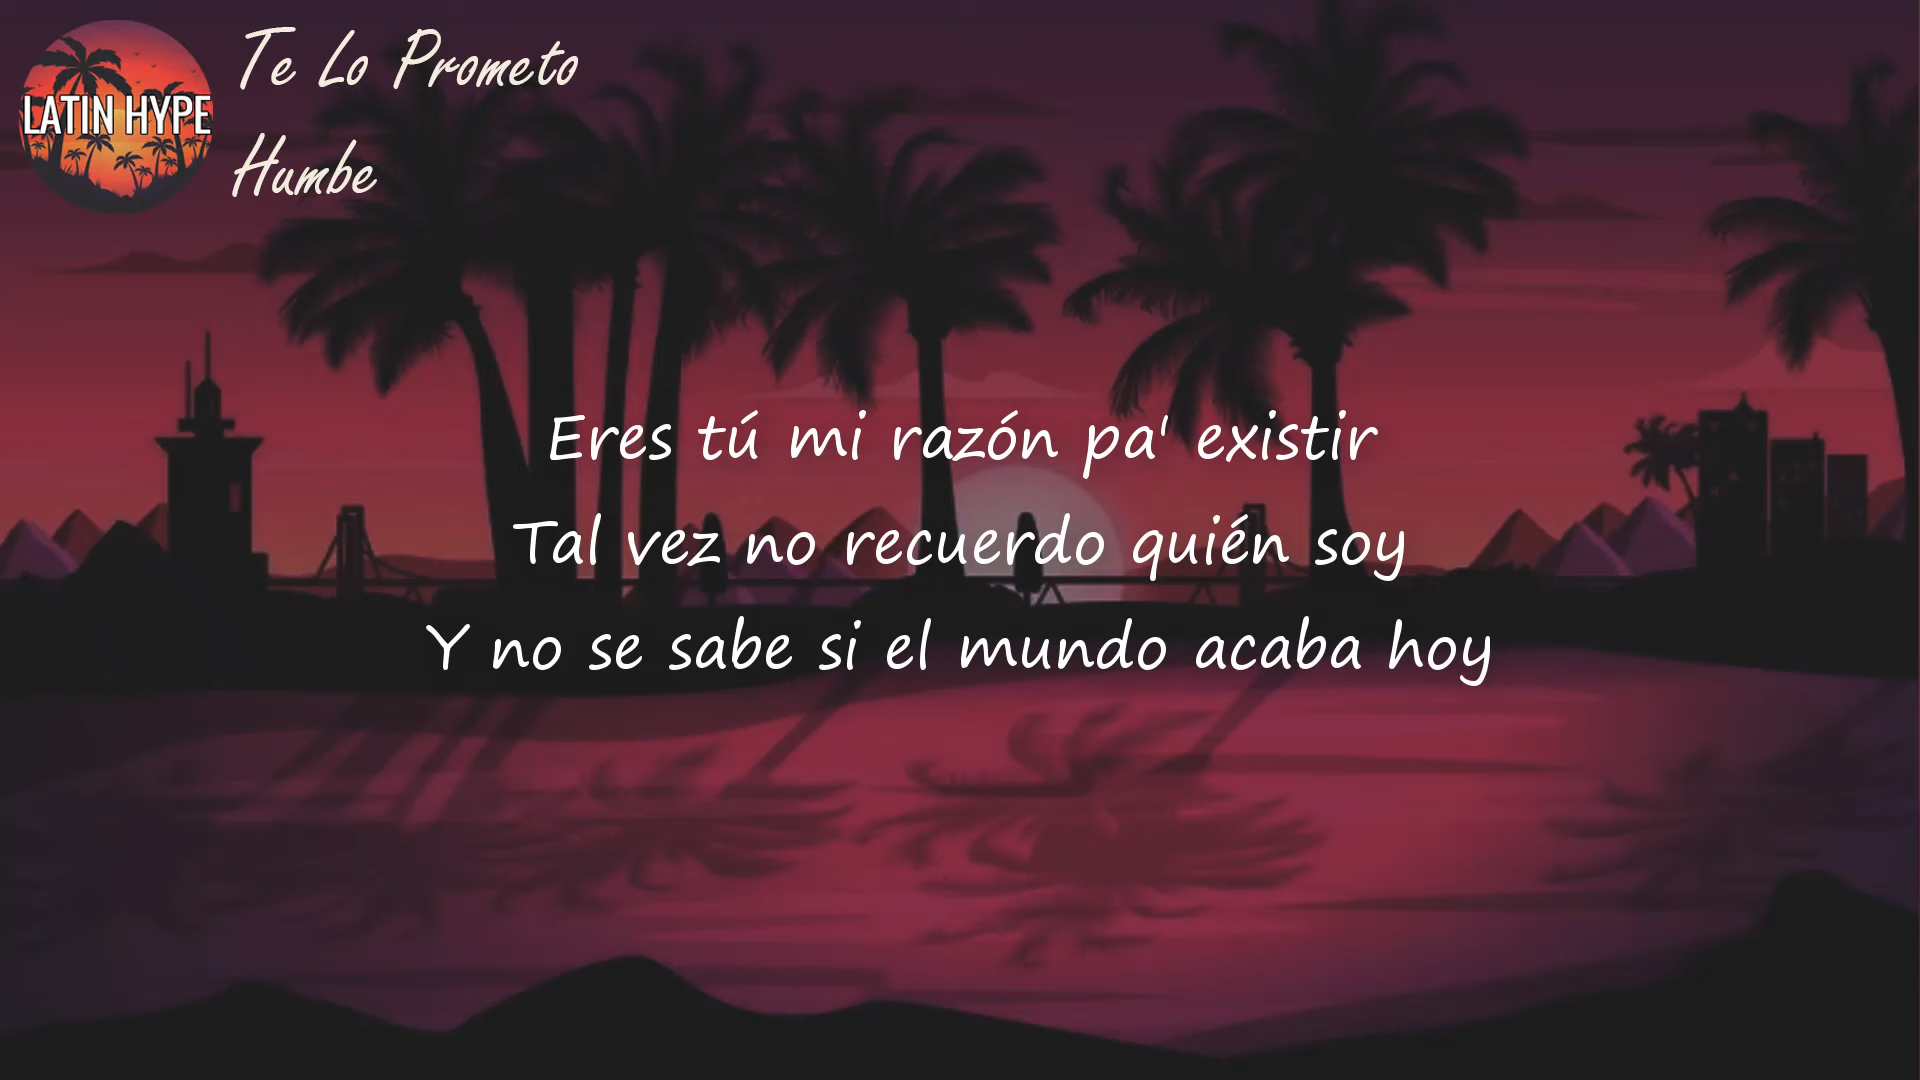 Te Lo Prometo
LATIN HYPE
Humbe
Eres tú mi razón pa' existir
Tal vez no recuerdo quién soy
Y no se sabe si el mundo acaba hoy